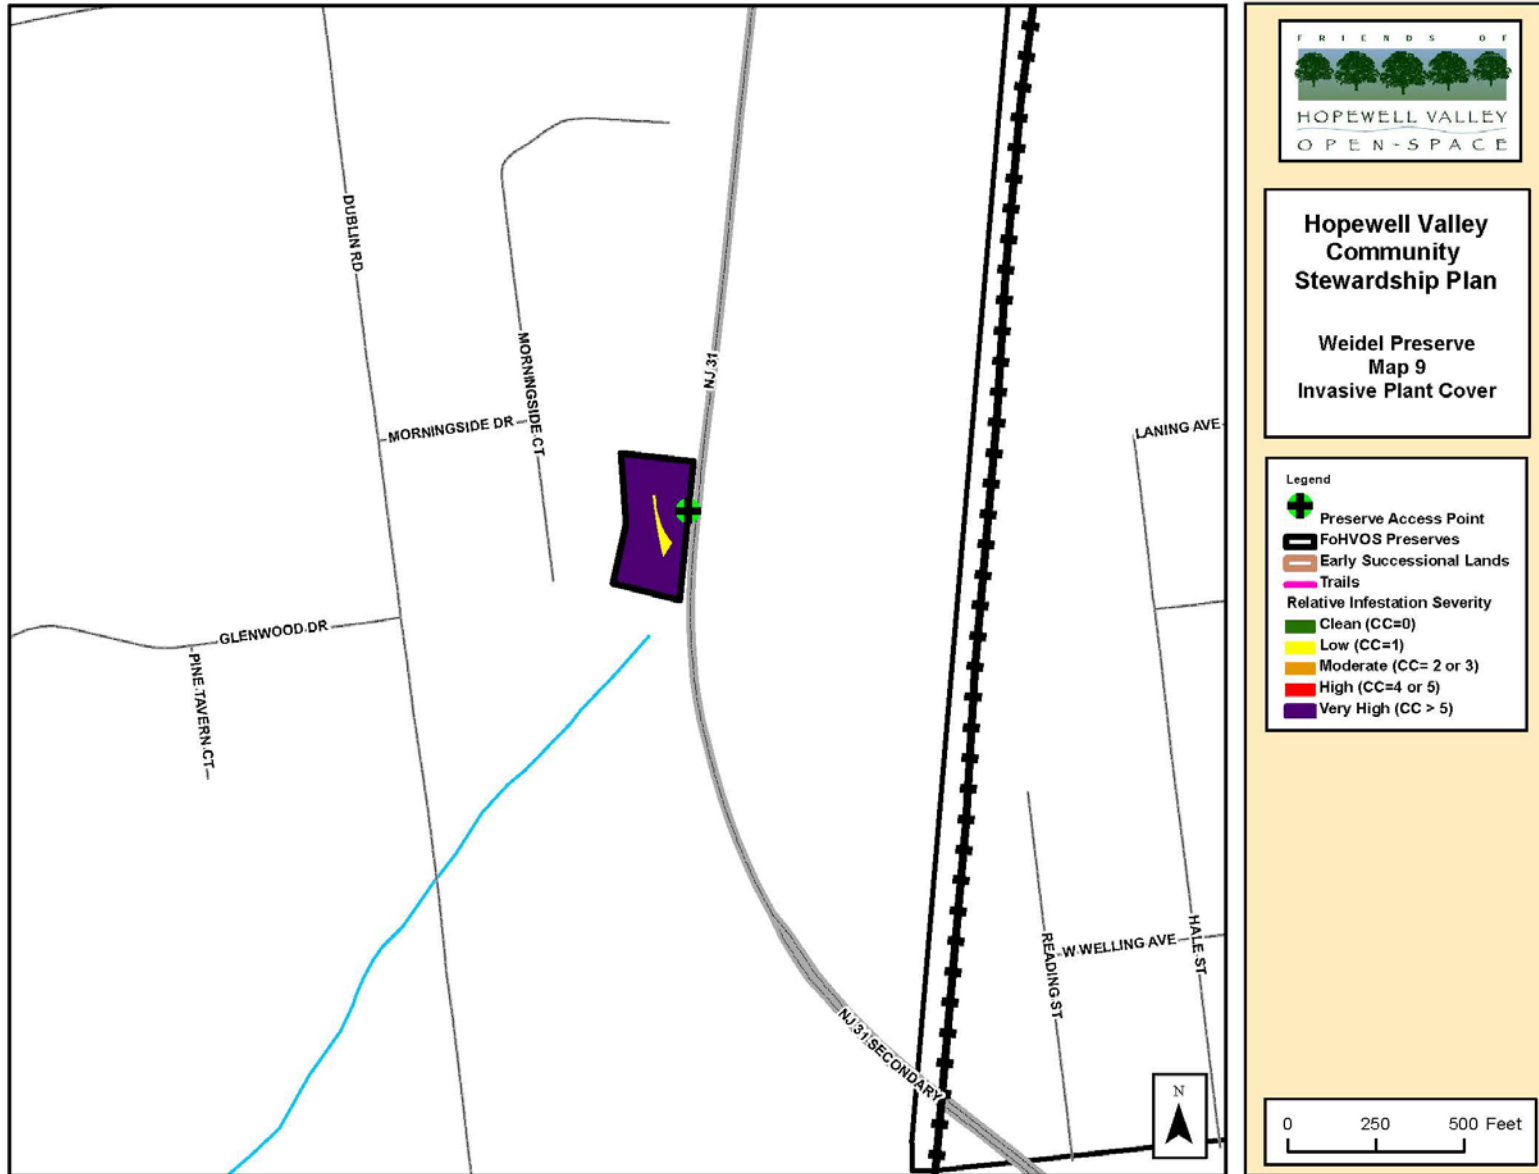 DUBLIN RD
MORNINGSIDE CT
MORNINGSIDE DR
NJ 31
LANING AVE
GLENWOOD DR
PINE TAVERN CT
HALE ST
W WELLING AVE
READING ST
NJ 31 SECONDARY
N
FRIENDS OF
HOPEWELL VALLEY
OPEN-SPACE
Hopewell Valley
Community
Stewardship Plan
Weidel Preserve
Map 9
Invasive Plant Cover
Legend
Preserve Access Point
FoHVOS Preserves
Early Successional Lands
Trails
Relative Infestation Severity
Clean (CC=0)
Low (CC=1)
Moderate (CC= 2 or 3)
High (CC=4 or 5)
Very High (CC > 5)
0 250 500 Feet